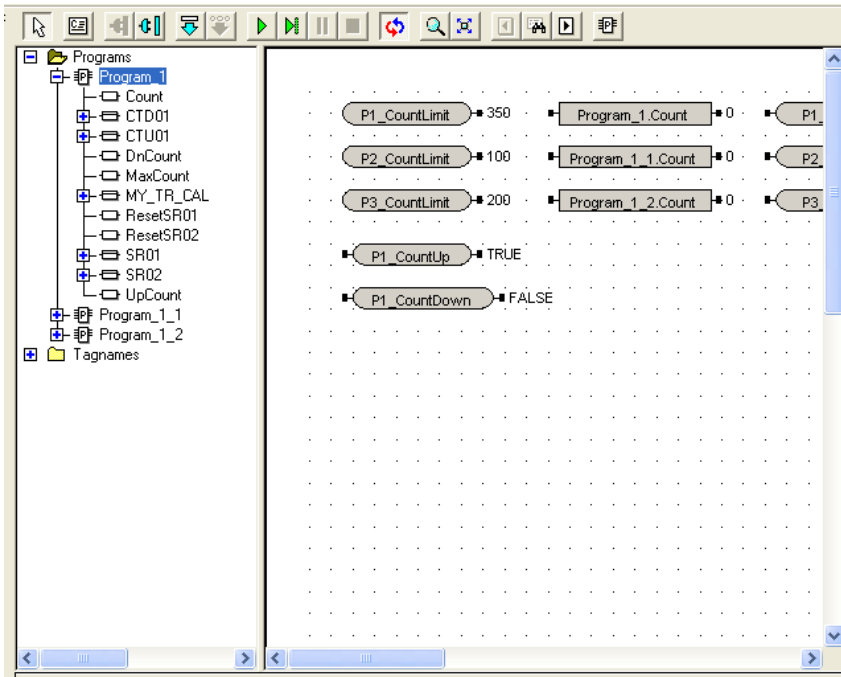 Programs
Program_1
Count
CTD01
CTU01
DnCount
MaxCount
MY_TR_CAL
ResetSR01
ResetSR02
SR01
SR02
UpCount
Program_1_1
Program_1_2
Tagnames
P1_CountLimit 350 Program_1.Count 0 P1_
P2_CountLimit 100 Program_1_1.Count 0 P2_
P3_CountLimit 200 Program_1_2.Count 0 P3_
P1_CountUp TRUE
P1_CountDown FALSE